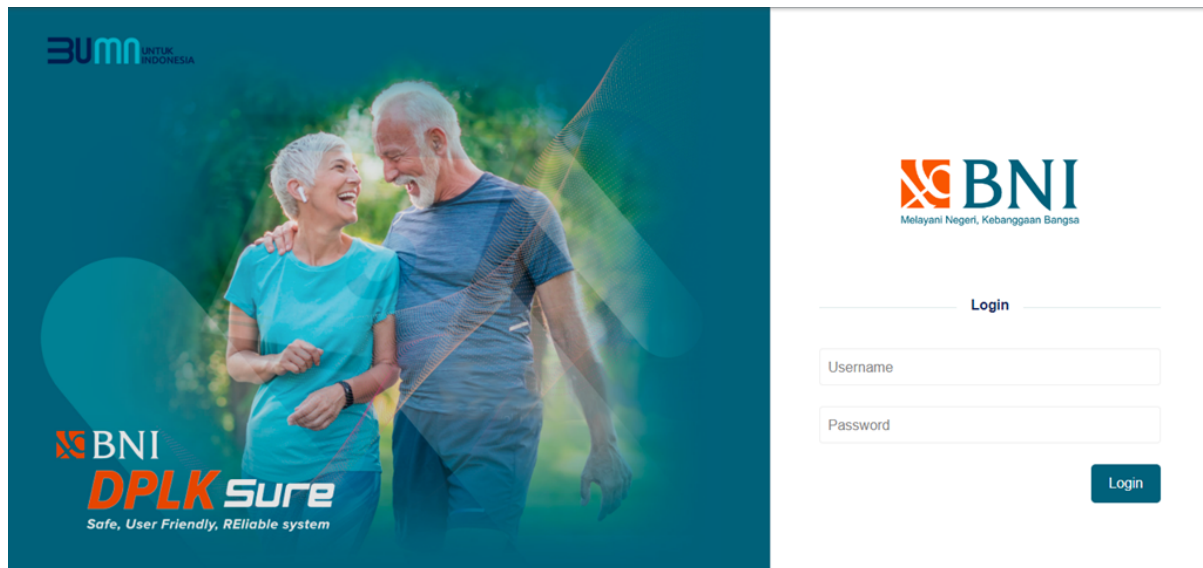 BUMN UNTUK
INDONESIA
BNI
DPLK Sure
Safe, User Friendly, REliable system
BNI
Melayani Negeri, Kebanggaan Bangsa
Login
Username
Password
Login